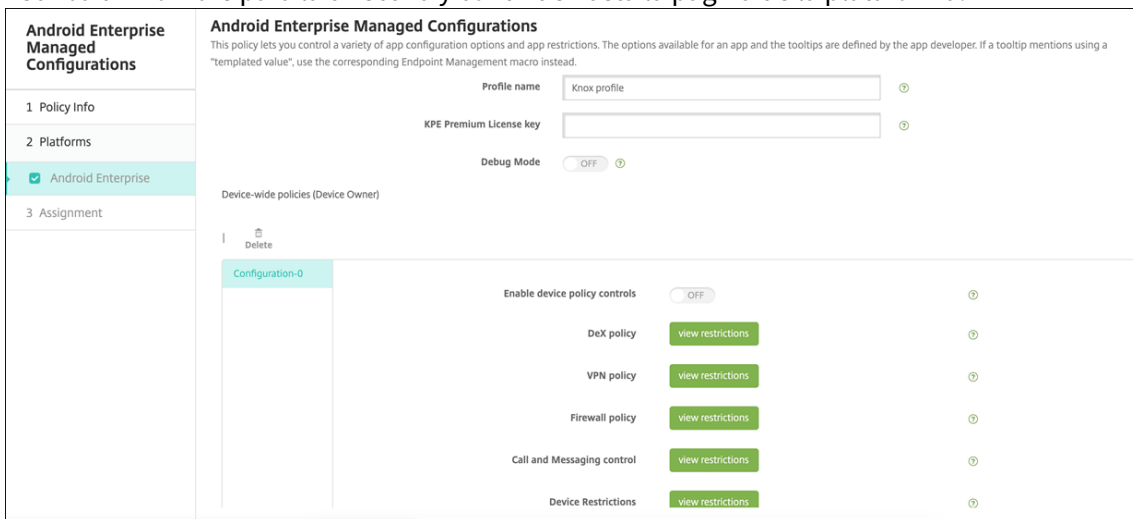 Android Enterprise
Managed
Configurations
1 Policy Info
2 Platforms
Android Enterprise
3 Assignment
Android Enterprise Managed Configurations
This policy lets you control a variety of app configuration options and app restrictions. The options available for an app and the tooltips are defined by the app developer. If a tooltip mentions using a
"templated value", use the corresponding Endpoint Management macro instead.
Profile name
Knox profile
KPE Premium License key
Debug Mode
OFF
Device-wide policies (Device Owner)
Delete
Configuration-0
Enable device policy controls
OFF
DeX policy
view restrictions
VPN policy
view restrictions
Firewall policy
view restrictions
Call and Messaging control
view restrictions
Device Restrictions
view restrictions